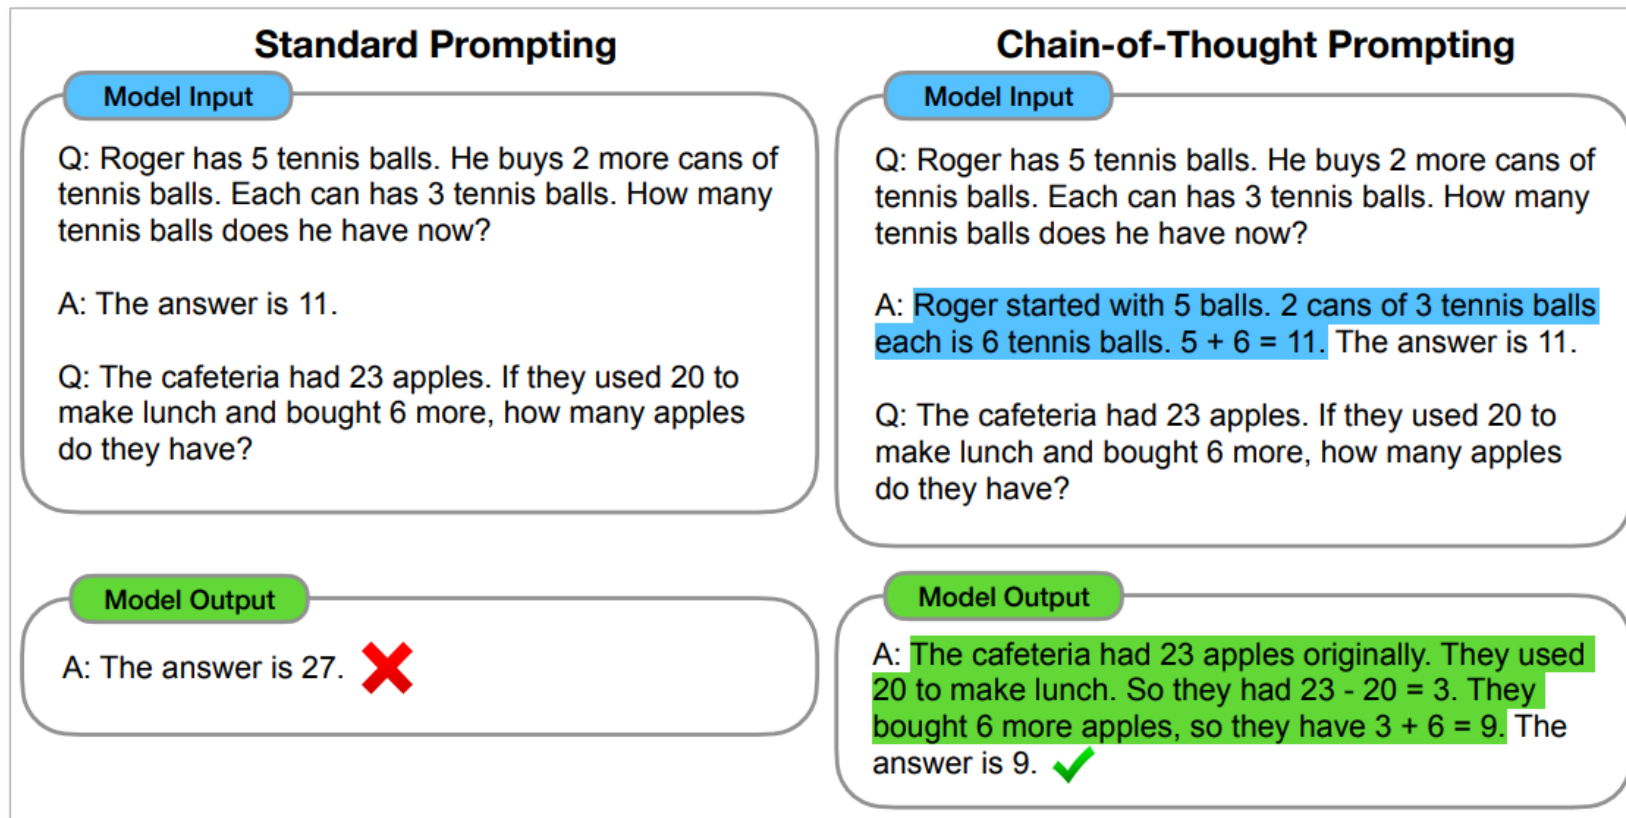 Standard Prompting
Model Input
Q: Roger has 5 tennis balls. He buys 2 more cans of
tennis balls. Each can has 3 tennis balls. How many
tennis balls does he have now?
A: The answer is 11.
Q: The cafeteria had 23 apples. If they used 20 to
make lunch and bought 6 more, how many apples
do they have?
Model Output
A: The answer is 27.
Chain-of-Thought Prompting
Model Input
Q: Roger has 5 tennis balls. He buys 2 more cans of
tennis balls. Each can has 3 tennis balls. How many
tennis balls does he have now?
A: Roger started with 5 balls. 2 cans of 3 tennis balls
each is 6 tennis balls. 5 + 6 = 11. The answer is 11.
Q: The cafeteria had 23 apples. If they used 20 to
make lunch and bought 6 more, how many apples
do they have?
Model Output
A: The cafeteria had 23 apples originally. They used
20 to make lunch. So they had 23 - 20 = 3. They
bought 6 more apples, so they have 3 + 6 = 9. The
answer is 9.